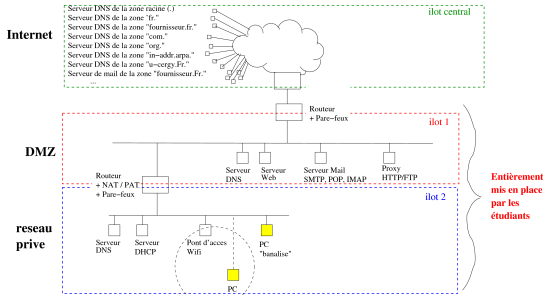 Serveur DNS de la zone racine (.)
ilot central
Serveur DNS de la zone "fr."
Serveur DNS de la zone "fournisseur.fr."
Internet
Serveur DNS de la zone "com."
Serveur DNS de la zone "org."
Serveur DNS de la zone "in−addr.arpa."
Serveur DNS de la zone "u−cergy.Fr."
Serveur de mail de la zone "fournisseur.Fr."
...
Routeur
+ Pare−feux
ilot 1
DMZ
Serveur
DNS
Serveur
Web
Serveur Mail
SMTP, POP, IMAP
Proxy
HTTP/FTP
Routeur
+ NAT / PAT
+ Pare−feux
Entièrement
mis en place
par les
étudiants
ilot 2
reseau
prive
Serveur
DNS
Serveur
DHCP
Pont d'acces
Wifi
PC
"banalise"
PC